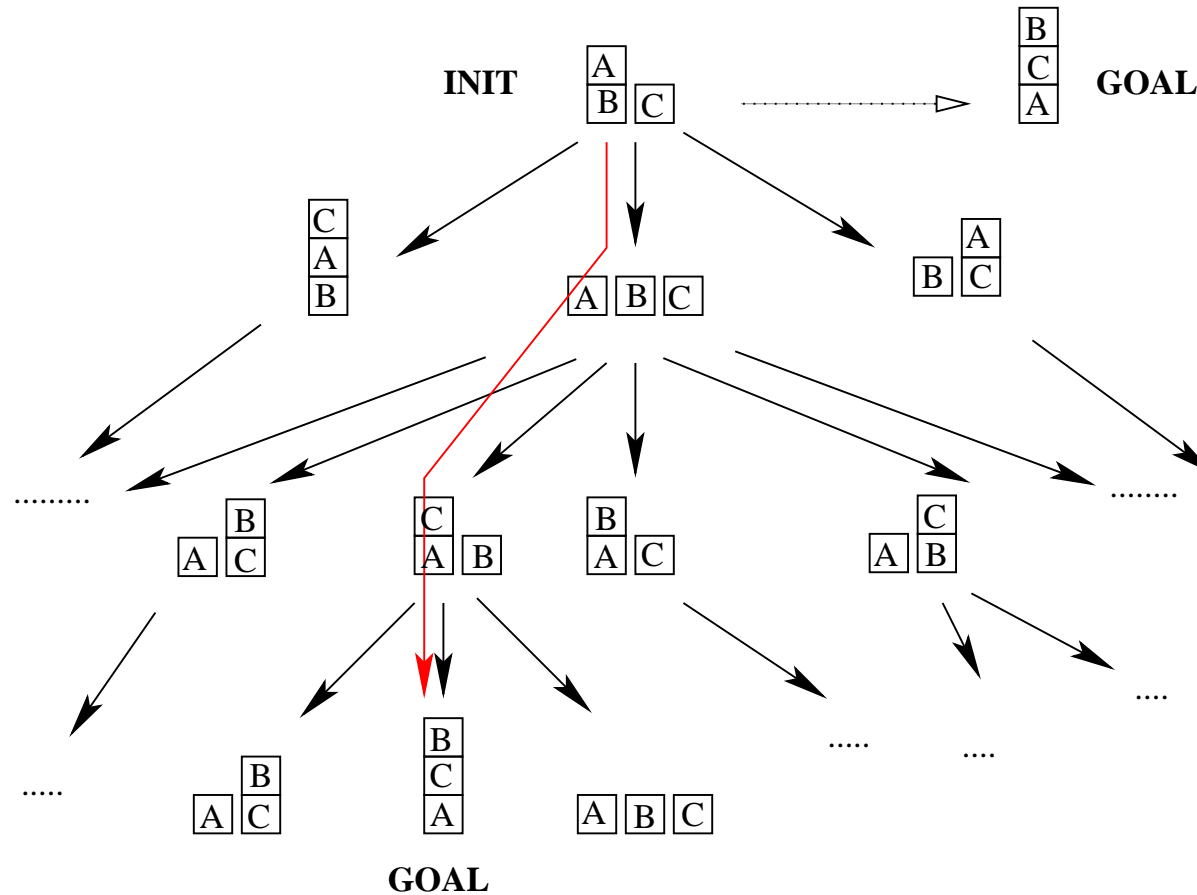 B
A
C
INIT
GOAL
B C
A
C
A
A
B C
A B C
B
......... ........
B C B C
A C A B C A B
....
..... ....
B
B C .....
A C A A B C
GOAL